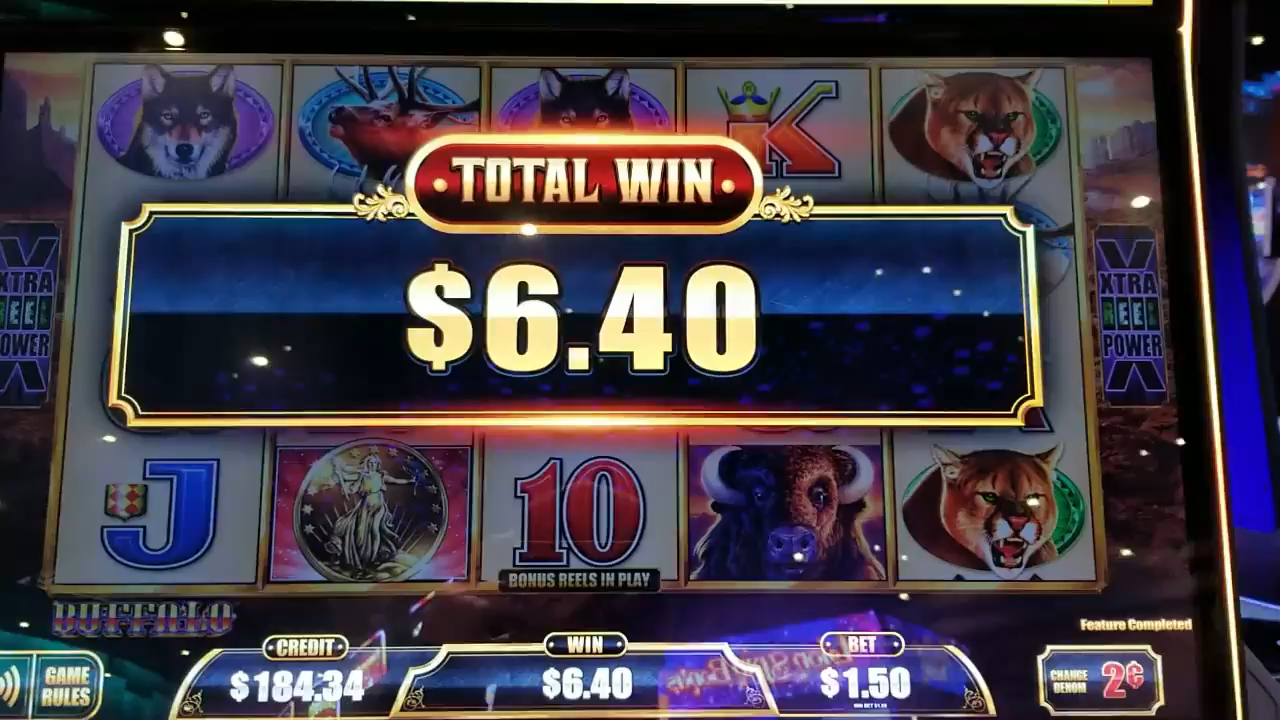 K
TOTAL WIN
$6.40
XTRA
REEL
POWER
XTRA
REEL
POWER
J
10
BONUS REELS IN PLAY
BUFFALO
Feature Completed
CREDIT
WIN
BET
GAME
RULES
$184.34
$6.40
$1.50
CHANGE
DENOM
2¢